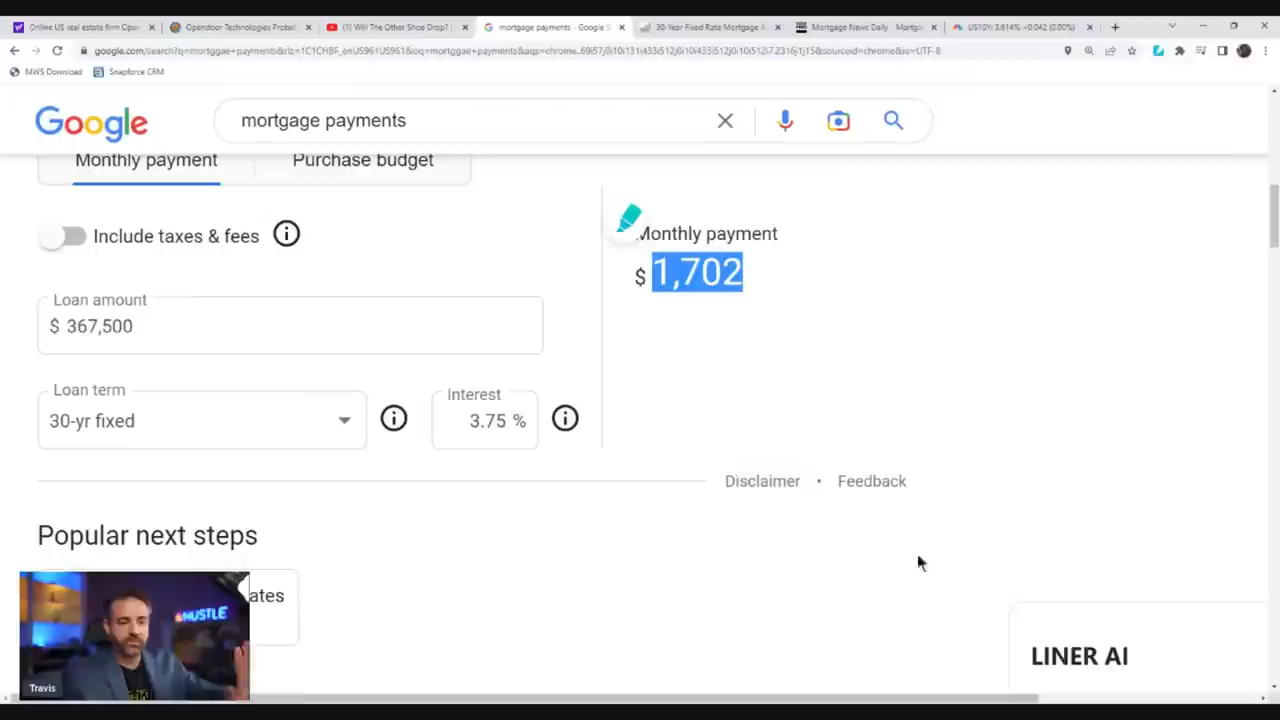 Online US real estate firm Open
Opendoor Technologies Probed
(1) Will The Other Shoe Drop?
mortgage payments - Google S
30-Year Fixed Rate Mortgage A
Mortgage News Daily - Mortga
US10Y: 3.614% +0.042 (0.00%)
MWS Download
Snapforce CRM
Google
mortgage payments
Monthly payment
Purchase budget
Include taxes & fees
Monthly payment
$ 1,702
Loan amount
$ 367,500
Loan term
30-yr fixed
Interest
3.75 %
Disclaimer • Feedback
Popular next steps
ates
HUSTLE
Travis
LINER AI